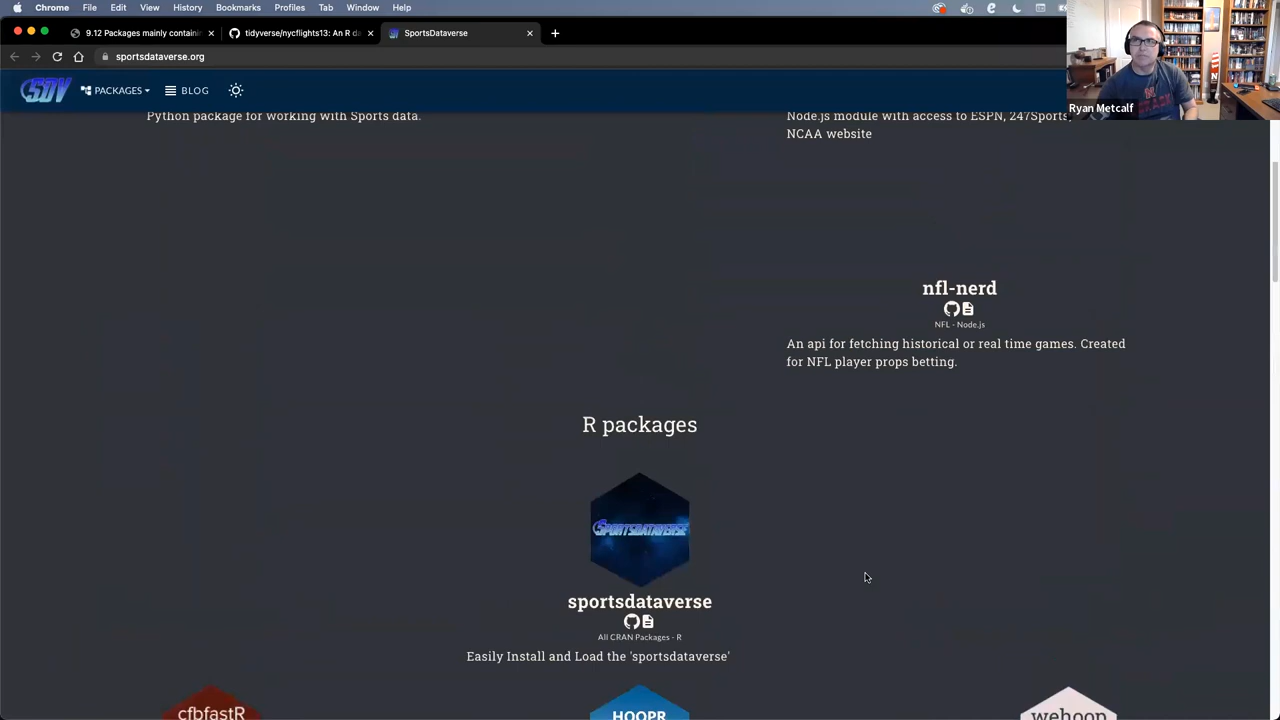 Chrome File Edit View History Bookmarks Profiles Tab Window Help
9.12 Packages mainly containi
tidyverse/nycflights13: An R da
SportsDataverse
sportsdataverse.org
SDV
PACKAGES
BLOG
Ryan Metcalf
Python package for working with Sports data.
Node.js module with access to ESPN, 247Sports,
NCAA website
nfl-nerd
NFL - Node.js
An api for fetching historical or real time games. Created
for NFL player props betting.
R packages
SPORTSDATAVERSE
sportsdataverse
All CRAN Packages - R
Easily Install and Load the 'sportsdataverse'
cfbfastR
HOOPR
wehoop